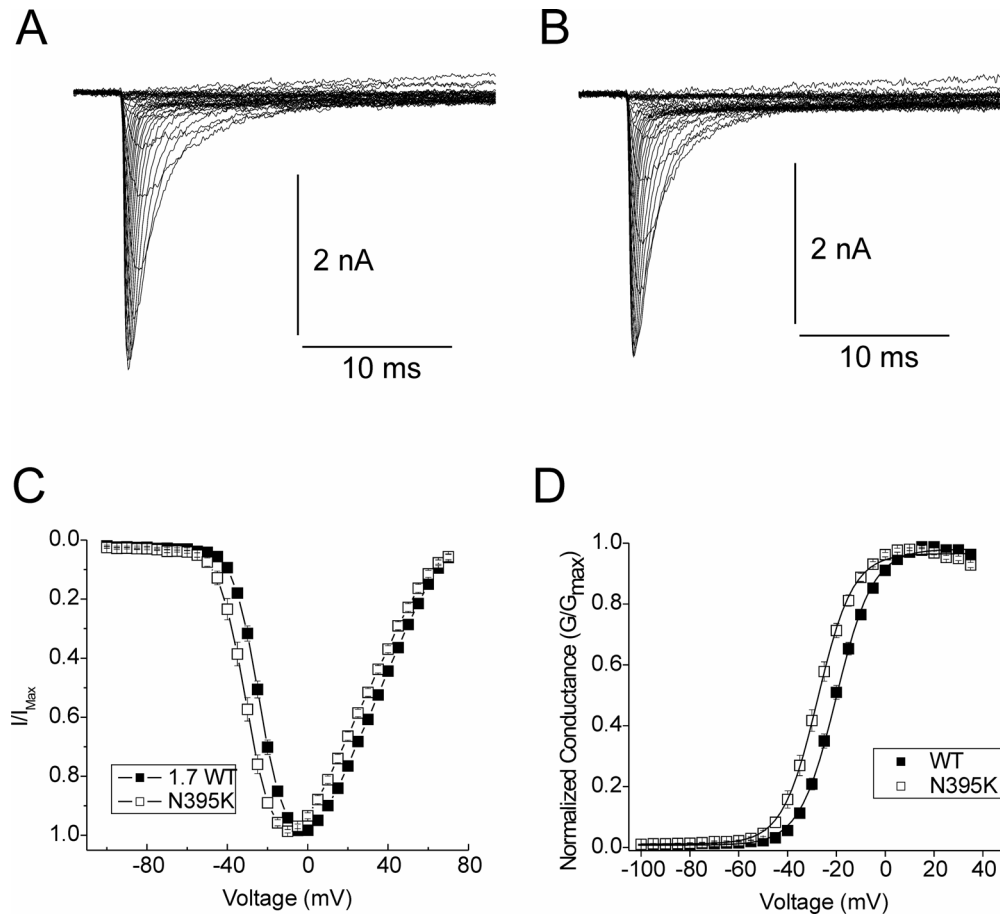 A
B
2 nA
10 ms
2 nA
10 ms
C
D
0.0
0.2
0.4
0.6
0.8
1.0
I/IMax
1.7 WT
N395K
-80
-40
0
40
80
Voltage (mV)
1.0
0.8
0.6
0.4
0.2
0.0
Normalized Conductance (G/Gmax)
WT
N395K
-100
-80
-60
-40
-20
0
20
40
Voltage (mV)